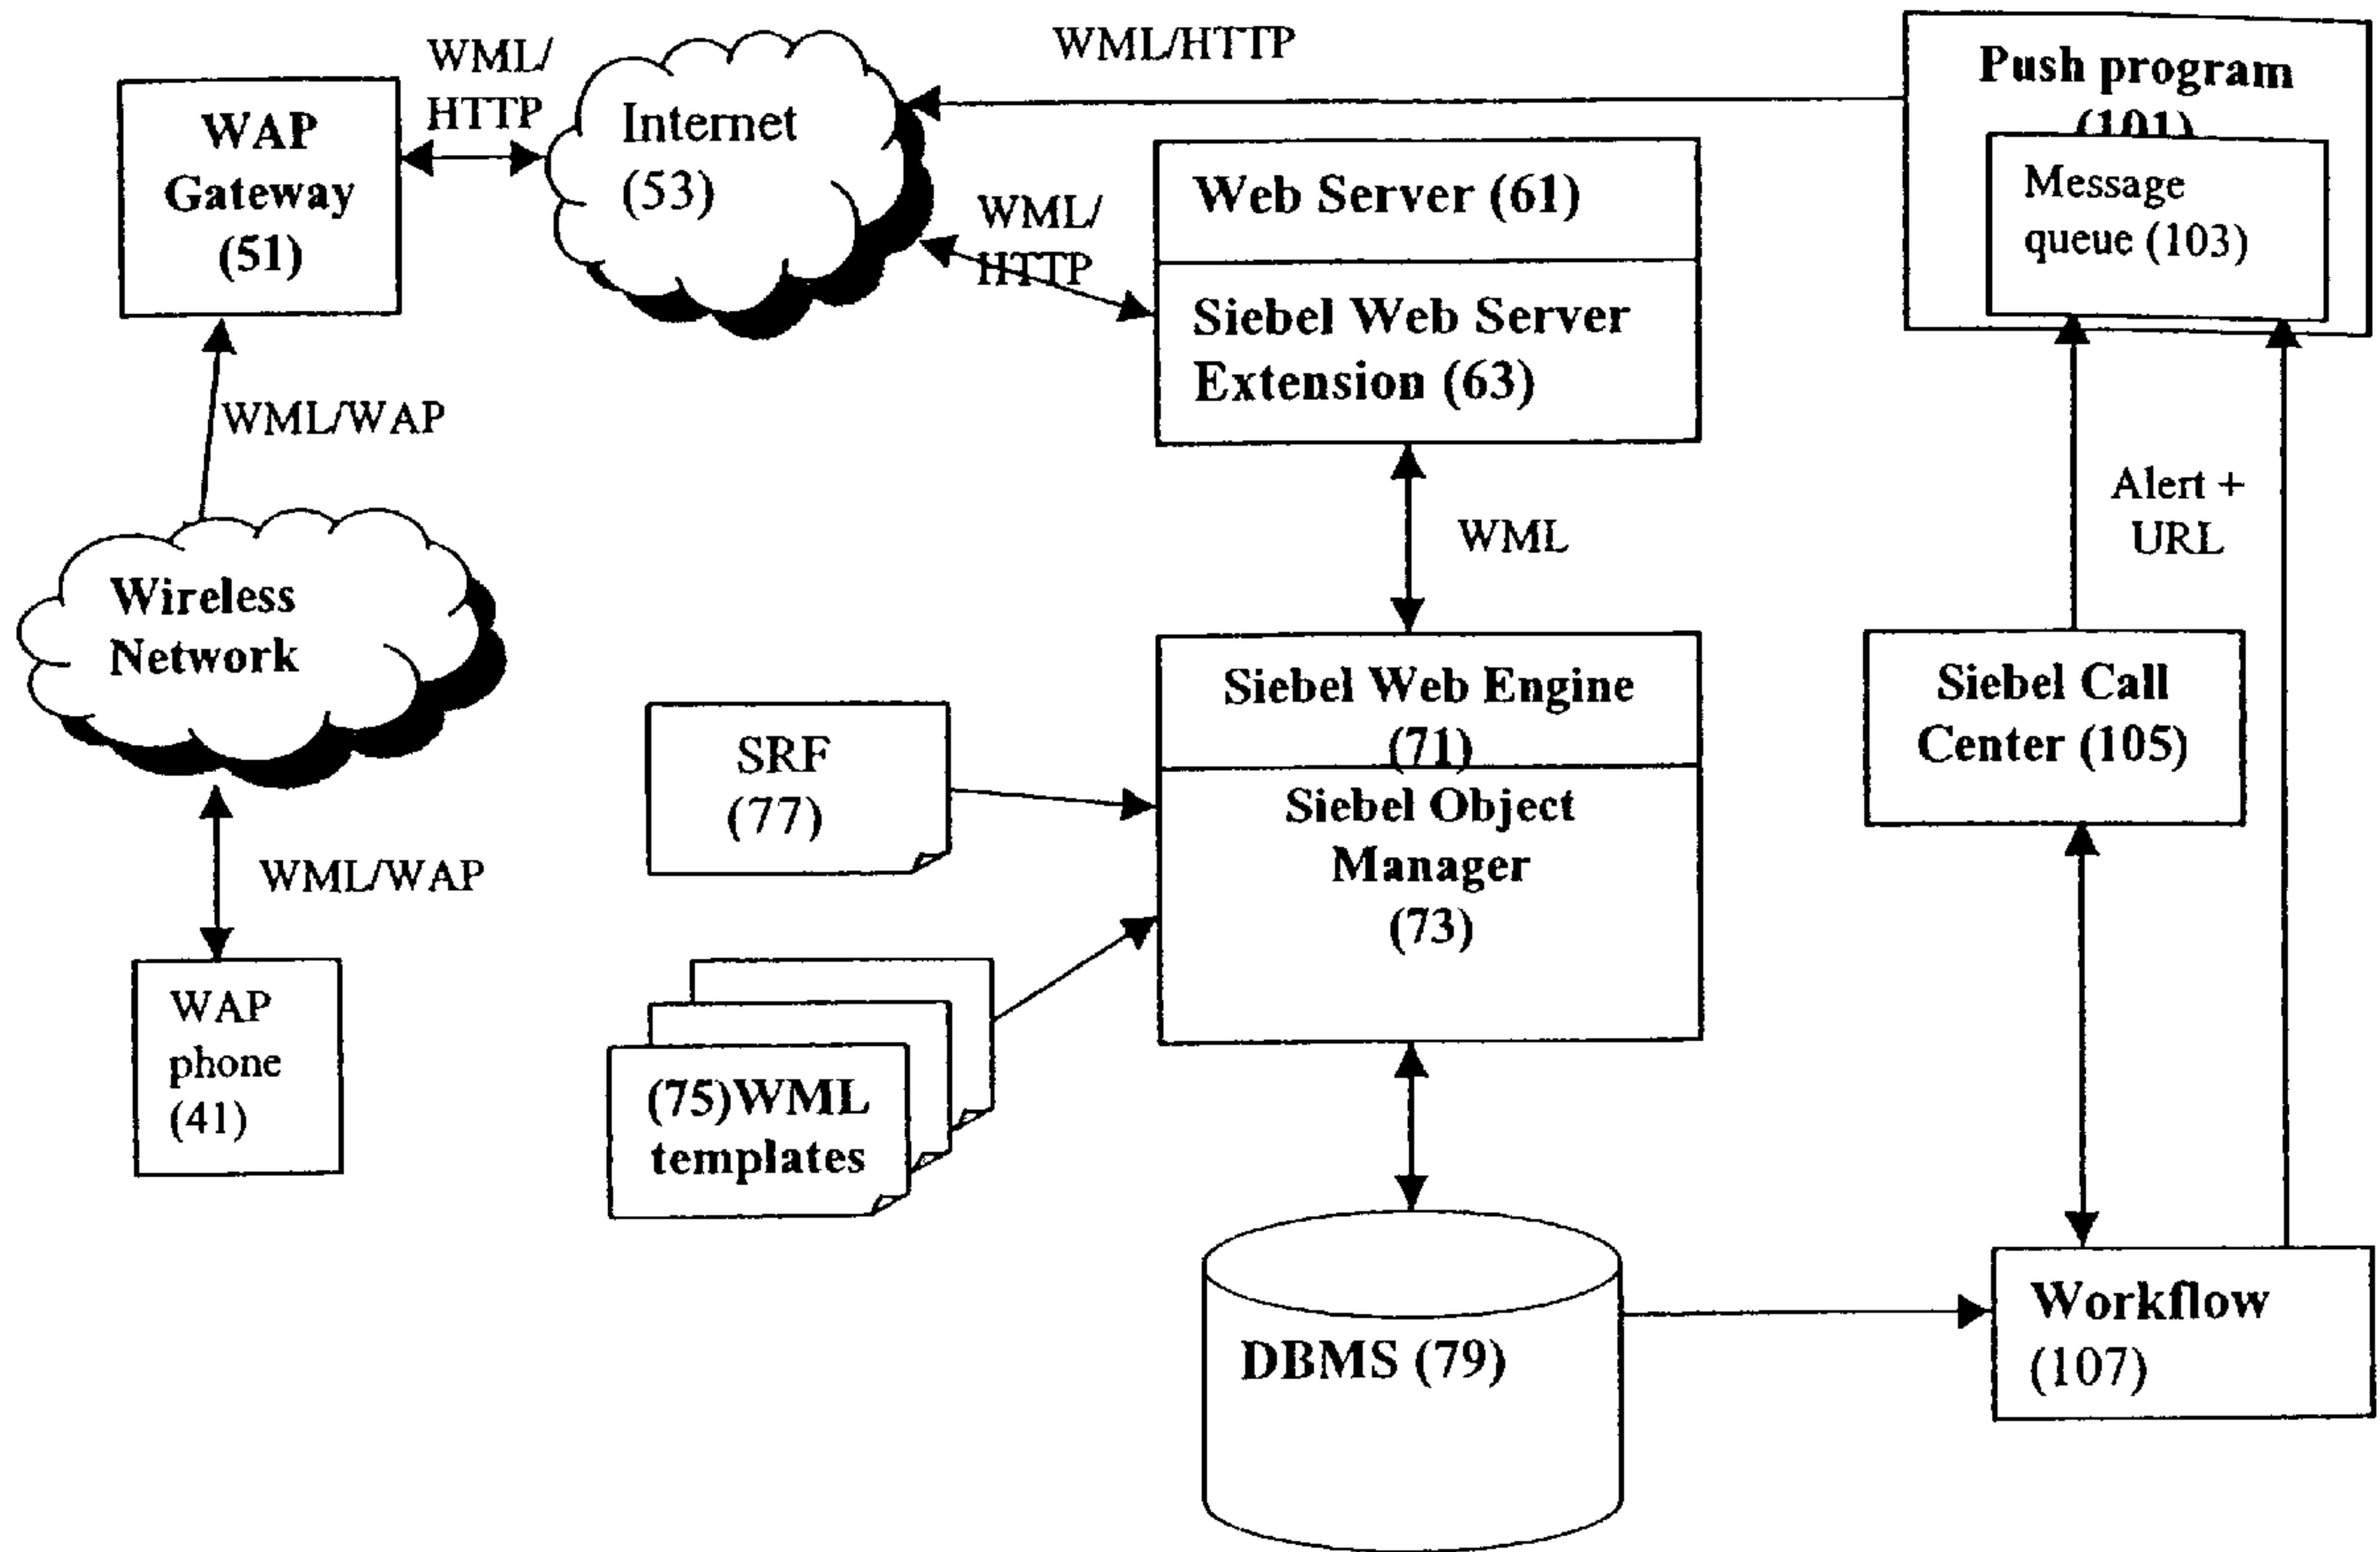 WML/
HTTP
WML/HTTP
Push program
(101)
WAP
Gateway
(51)
Internet
(53)
Web Server (61)
Message
queue (103)
WML/
HTTP
Siebel Web Server
Extension (63)
WML/WAP
Alert +
URL
WML
Wireless
Network
Siebel Web Engine
(71)
Siebel Call
Center (105)
SRF
(77)
Siebel Object
Manager
(73)
WML/WAP
WAP
phone
(41)
(75)WML
templates
DBMS (79)
Workflow
(107)